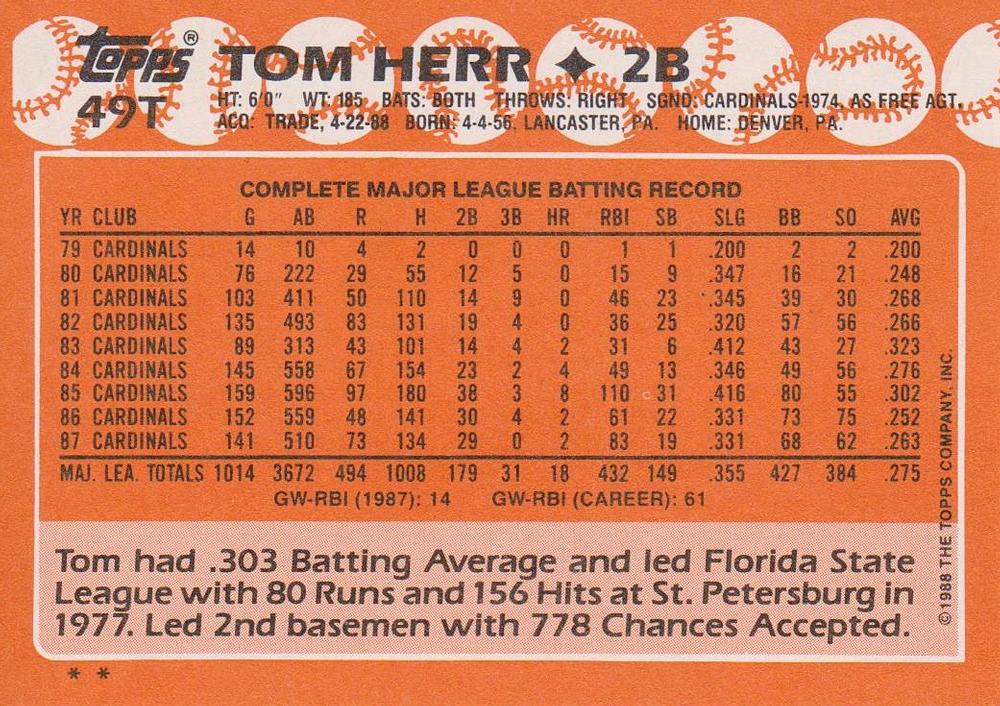 topps® TOM HERR ♦ 2B
49T HT: 6'0" WT: 185 BATS: BOTH THROWS: RIGHT SGND: CARDINALS-1974, AS FREE AGT.
ACQ: TRADE, 4-22-88 BORN: 4-4-56, LANCASTER, PA. HOME: DENVER, PA.
COMPLETE MAJOR LEAGUE BATTING RECORD
YR CLUB G AB R H 2B 3B HR RBI SB SLG BB SO AVG
79 CARDINALS 14 10 4 2 0 0 0 1 1 .200 2 2 .200
80 CARDINALS 76 222 29 55 12 5 0 15 9 .347 16 21 .248
81 CARDINALS 103 411 50 110 14 9 0 46 23 .345 39 30 .268
82 CARDINALS 135 493 83 131 19 4 0 36 25 .320 57 56 .266
83 CARDINALS 89 313 43 101 14 4 2 31 6 .412 43 27 .323
84 CARDINALS 145 558 67 154 23 2 4 49 13 .346 49 56 .276
85 CARDINALS 159 596 97 180 38 3 8 110 31 .416 80 55 .302
86 CARDINALS 152 559 48 141 30 4 2 61 22 .331 73 75 .252
87 CARDINALS 141 510 73 134 29 0 2 83 19 .331 68 62 .263
MAJ. LEA. TOTALS 1014 3672 494 1008 179 31 18 432 149 .355 427 384 .275
GW-RBI (1987): 14 GW-RBI (CAREER): 61
Tom had .303 Batting Average and led Florida State
League with 80 Runs and 156 Hits at St. Petersburg in
1977. Led 2nd basemen with 778 Chances Accepted.
©1988 THE TOPPS COMPANY, INC.
* *